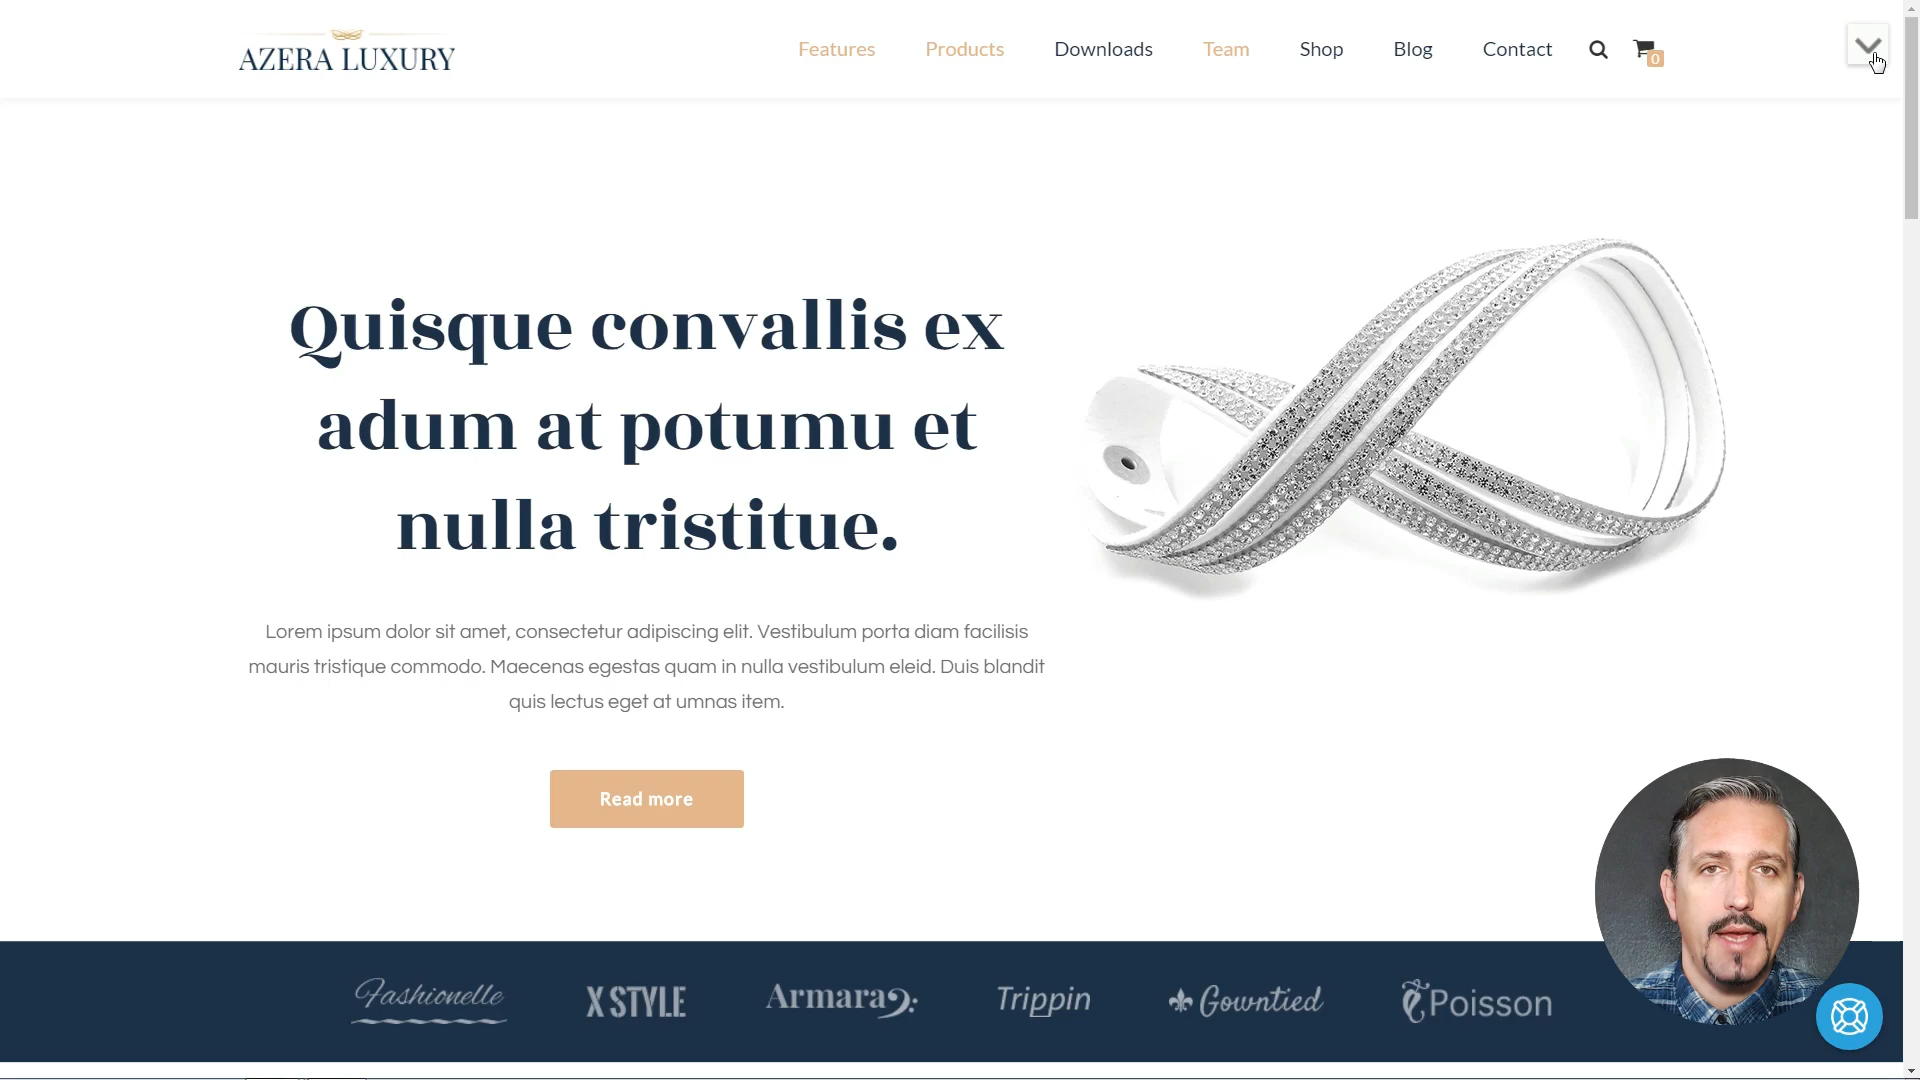 AZERA LUXURY
Features Products Downloads Team Shop Blog Contact
0
Quisque convallis ex
adum at potumu et
nulla tristitue.
Lorem ipsum dolor sit amet, consectetur adipiscing elit. Vestibulum porta diam facilisis
mauris tristique commodo. Maecenas egestas quam in nulla vestibulum eleid. Duis blandit
quis lectus eget at umnas item.
Read more
Fashionelle X STYLE Armara Trippin Gowntied Poisson